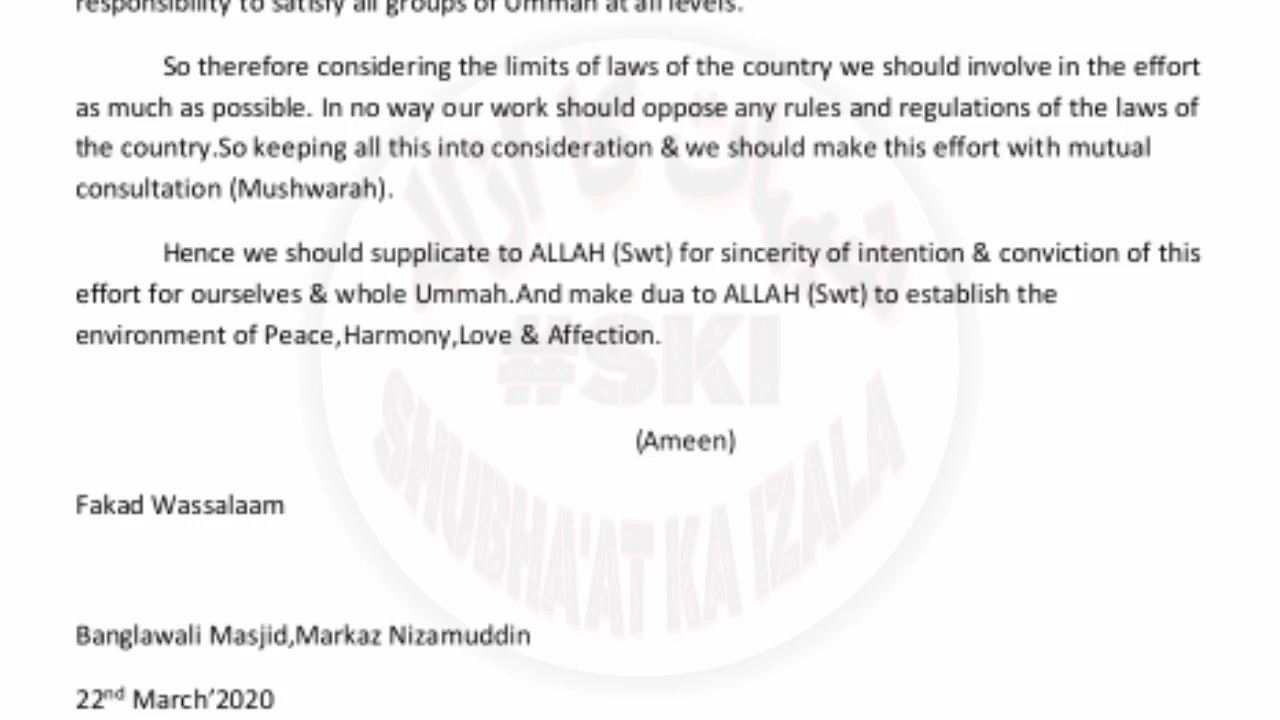 responsibility to satisfy all groups of Ummah at all levels.
So therefore considering the limits of laws of the country we should involve in the effort
as much as possible. In no way our work should oppose any rules and regulations of the laws of
the country.So keeping all this into consideration & we should make this effort with mutual
consultation (Mushwarah).
Hence we should supplicate to ALLAH (Swt) for sincerity of intention & conviction of this
effort for ourselves & whole Ummah.And make dua to ALLAH (Swt) to establish the
environment of Peace,Harmony,Love & Affection.
(Ameen)
Fakad Wassalaam
Banglawali Masjid,Markaz Nizamuddin
22nd March'2020
شبہات کا ازالہ
#SKI
SHUBHA'AT KA IZALA